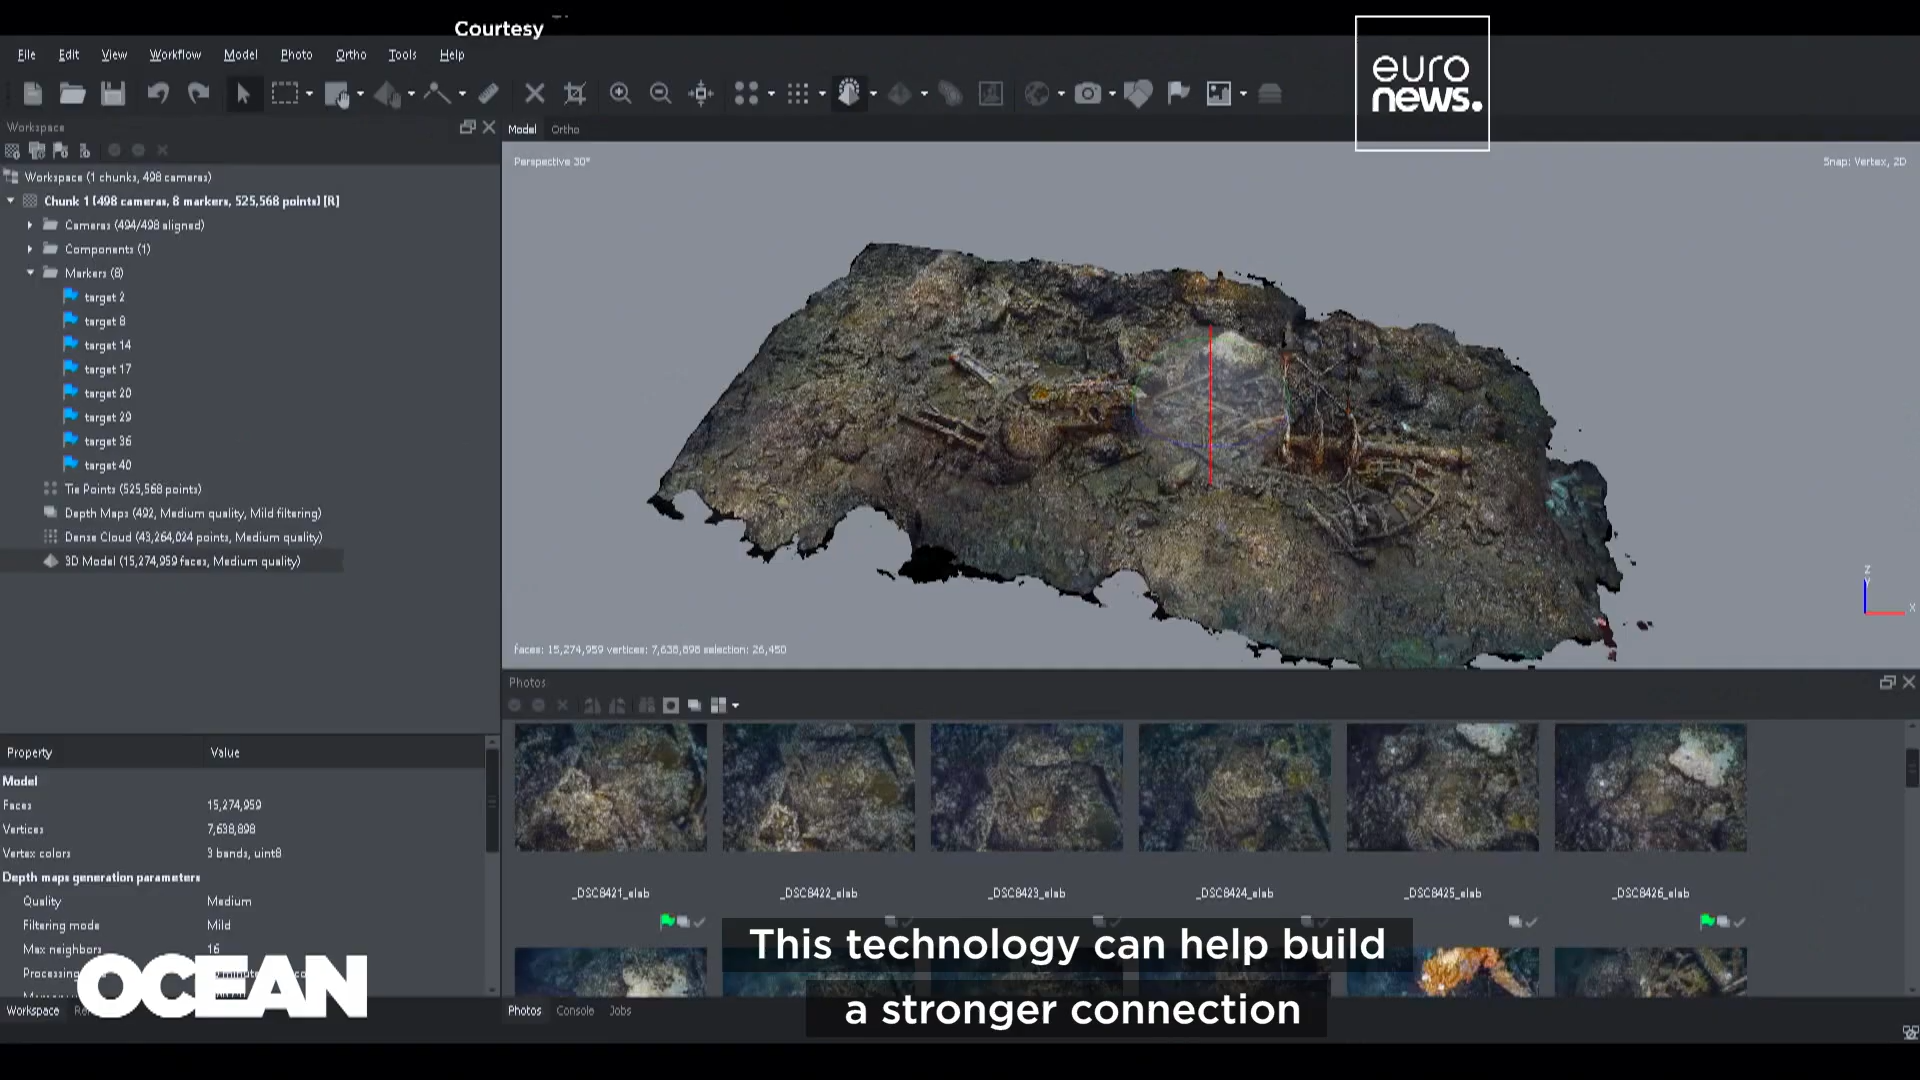 Courtesy
euro
news.
File Edit View Workflow Model Photo Ortho Tools Help
Workspace
Model Ortho
Perspective 30°
Snap: Vertex, 2D
Workspace (1 chunks, 498 cameras)
Chunk 1 (498 cameras, 8 markers, 525,568 points) [R]
Cameras (494/498 aligned)
Components (1)
Markers (8)
target 2
target 8
target 14
target 17
target 20
target 29
target 36
target 40
Tie Points (525,568 points)
Depth Maps (492, Medium quality, Mild filtering)
Dense Cloud (43,264,024 points, Medium quality)
3D Model (15,274,959 faces, Medium quality)
Z
X
faces: 15,274,959 vertices: 7,638,898 selection: 26,450
Photos
Property Value
Model
Faces 15,274,959
Vertices 7,638,898
Vertex colors 3 bands, uint8
Depth maps generation parameters
Quality Medium
Filtering mode Mild
Max neighbors 16
Processing
_DSC8421_elab _DSC8422_elab _DSC8423_elab _DSC8424_elab _DSC8425_elab _DSC8426_elab
This technology can help build
a stronger connection
OCEAN
Workspace
Photos Console Jobs